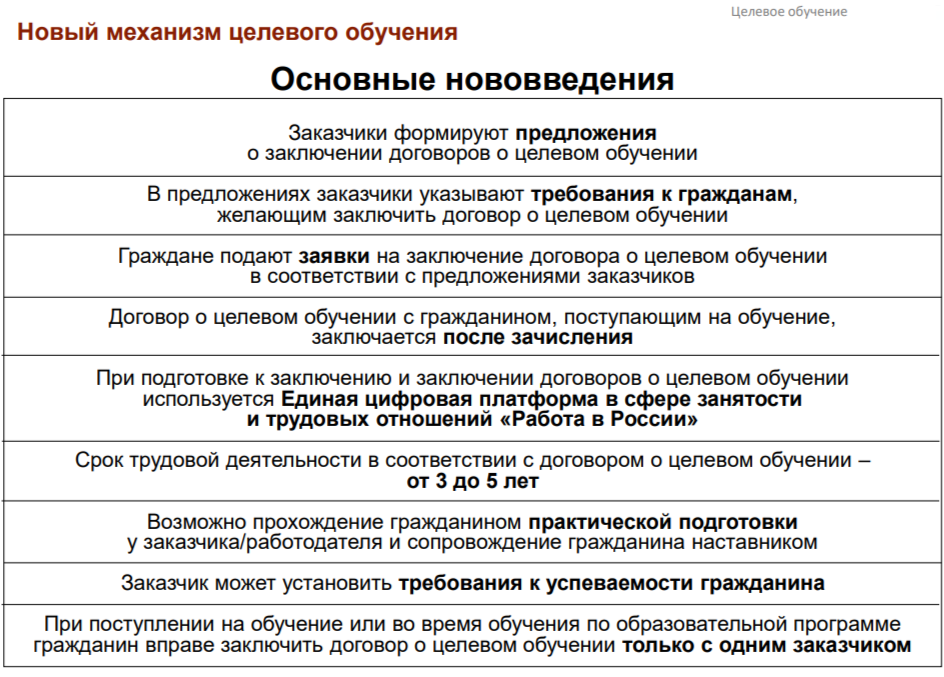 Целевое обучение
Новый механизм целевого обучения
Основные нововведения
Заказчики формируют предложения
о заключении договоров о целевом обучении
В предложениях заказчики указывают требования к гражданам,
желающим заключить договор о целевом обучении
Граждане подают заявки на заключение договора о целевом обучении
в соответствии с предложениями заказчиков
Договор о целевом обучении с гражданином, поступающим на обучение,
заключается после зачисления
При подготовке к заключению и заключении договоров о целевом обучении
используется Единая цифровая платформа в сфере занятости
и трудовых отношений «Работа в России»
Срок трудовой деятельности в соответствии с договором о целевом обучении –
от 3 до 5 лет
Возможно прохождение гражданином практической подготовки
у заказчика/работодателя и сопровождение гражданина наставником
Заказчик может установить требования к успеваемости гражданина
При поступлении на обучение или во время обучения по образовательной программе
гражданин вправе заключить договор о целевом обучении только с одним заказчиком